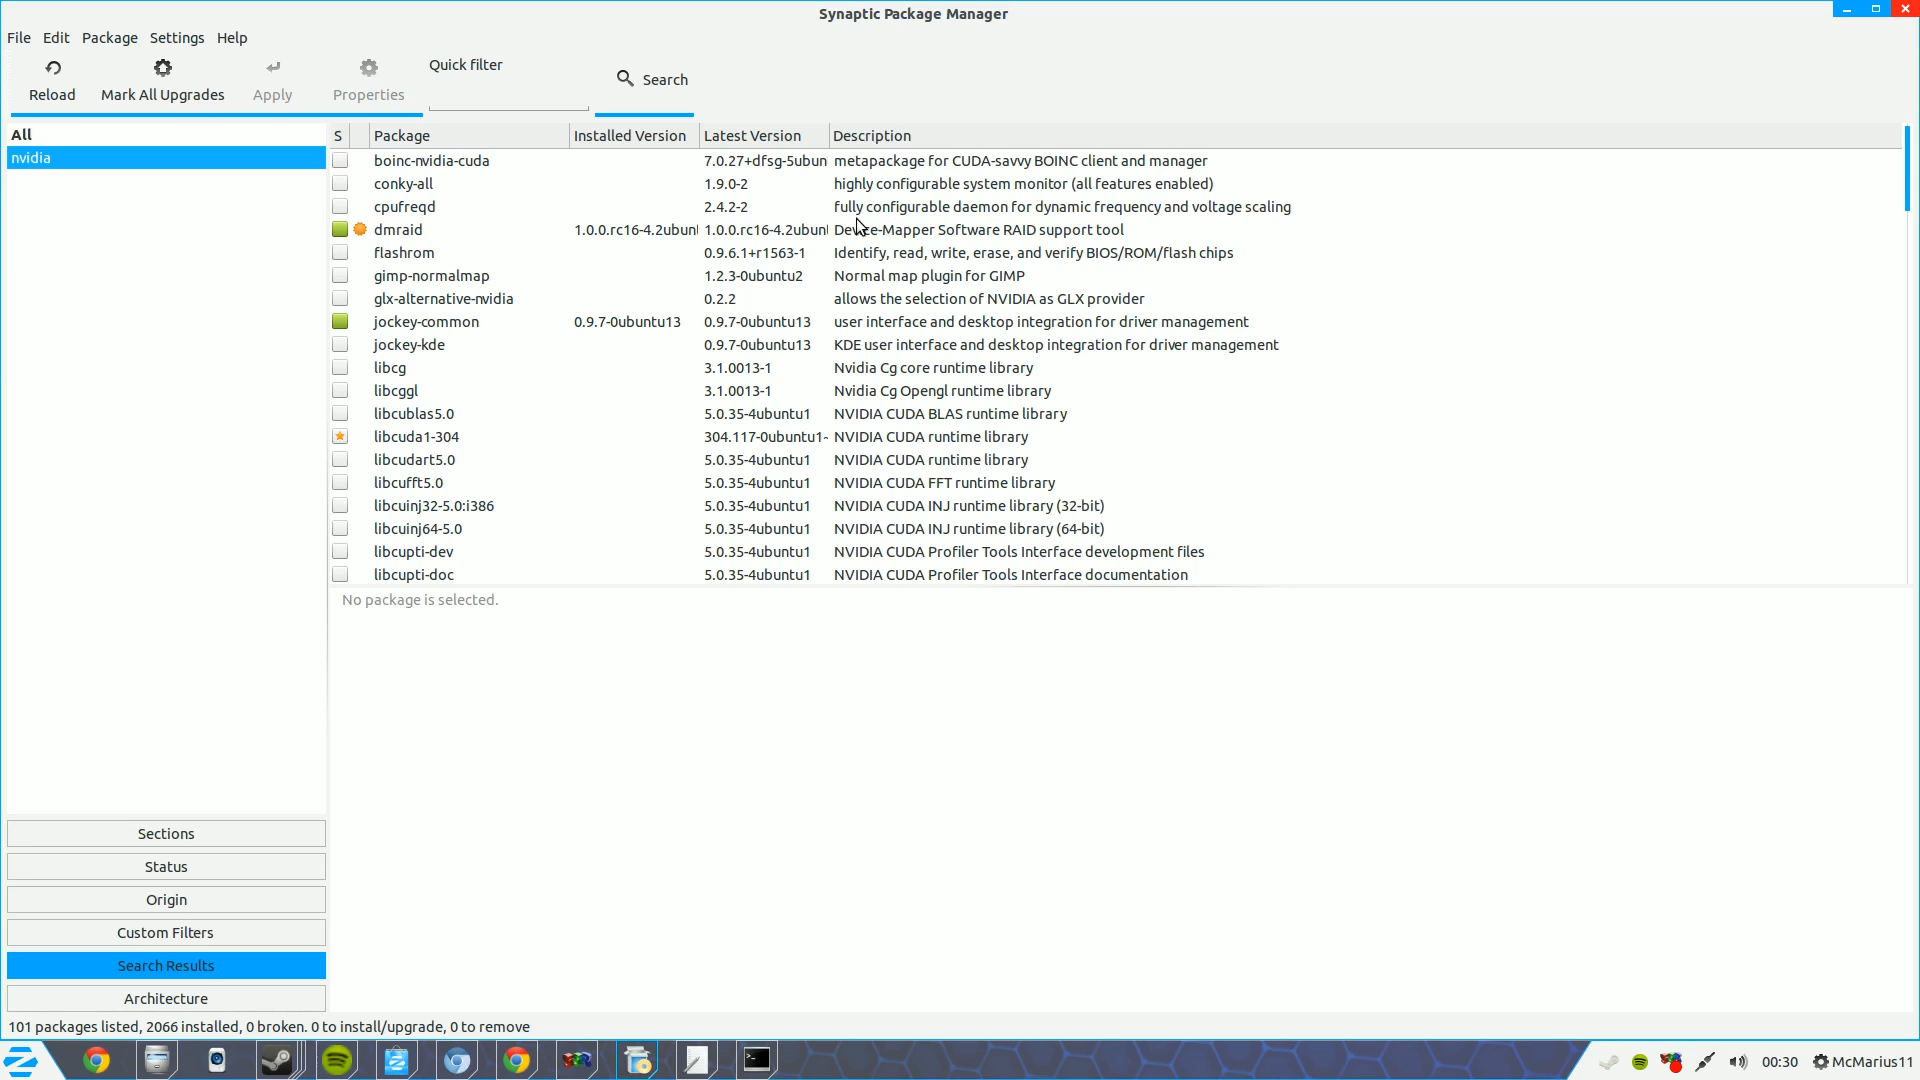 Synaptic Package Manager
File Edit Package Settings Help
Reload Mark All Upgrades Apply Properties Quick filter Search
All
nvidia
S Package Installed Version Latest Version Description
boinc-nvidia-cuda 7.0.27+dfsg-5ubun metapackage for CUDA-savvy BOINC client and manager
conky-all 1.9.0-2 highly configurable system monitor (all features enabled)
cpufreqd 2.4.2-2 fully configurable daemon for dynamic frequency and voltage scaling
dmraid 1.0.0.rc16-4.2ubun 1.0.0.rc16-4.2ubun Device-Mapper Software RAID support tool
flashrom 0.9.6.1+r1563-1 Identify, read, write, erase, and verify BIOS/ROM/flash chips
gimp-normalmap 1.2.3-0ubuntu2 Normal map plugin for GIMP
glx-alternative-nvidia 0.2.2 allows the selection of NVIDIA as GLX provider
jockey-common 0.9.7-0ubuntu13 0.9.7-0ubuntu13 user interface and desktop integration for driver management
jockey-kde 0.9.7-0ubuntu13 KDE user interface and desktop integration for driver management
libcg 3.1.0013-1 Nvidia Cg core runtime library
libcggl 3.1.0013-1 Nvidia Cg Opengl runtime library
libcublas5.0 5.0.35-4ubuntu1 NVIDIA CUDA BLAS runtime library
libcuda1-304 304.117-0ubuntu1~ NVIDIA CUDA runtime library
libcudart5.0 5.0.35-4ubuntu1 NVIDIA CUDA runtime library
libcufft5.0 5.0.35-4ubuntu1 NVIDIA CUDA FFT runtime library
libcuinj32-5.0:i386 5.0.35-4ubuntu1 NVIDIA CUDA INJ runtime library (32-bit)
libcuinj64-5.0 5.0.35-4ubuntu1 NVIDIA CUDA INJ runtime library (64-bit)
libcupti-dev 5.0.35-4ubuntu1 NVIDIA CUDA Profiler Tools Interface development files
libcupti-doc 5.0.35-4ubuntu1 NVIDIA CUDA Profiler Tools Interface documentation
No package is selected.
Sections
Status
Origin
Custom Filters
Search Results
Architecture
101 packages listed, 2066 installed, 0 broken. 0 to install/upgrade, 0 to remove
00:30 McMarius11